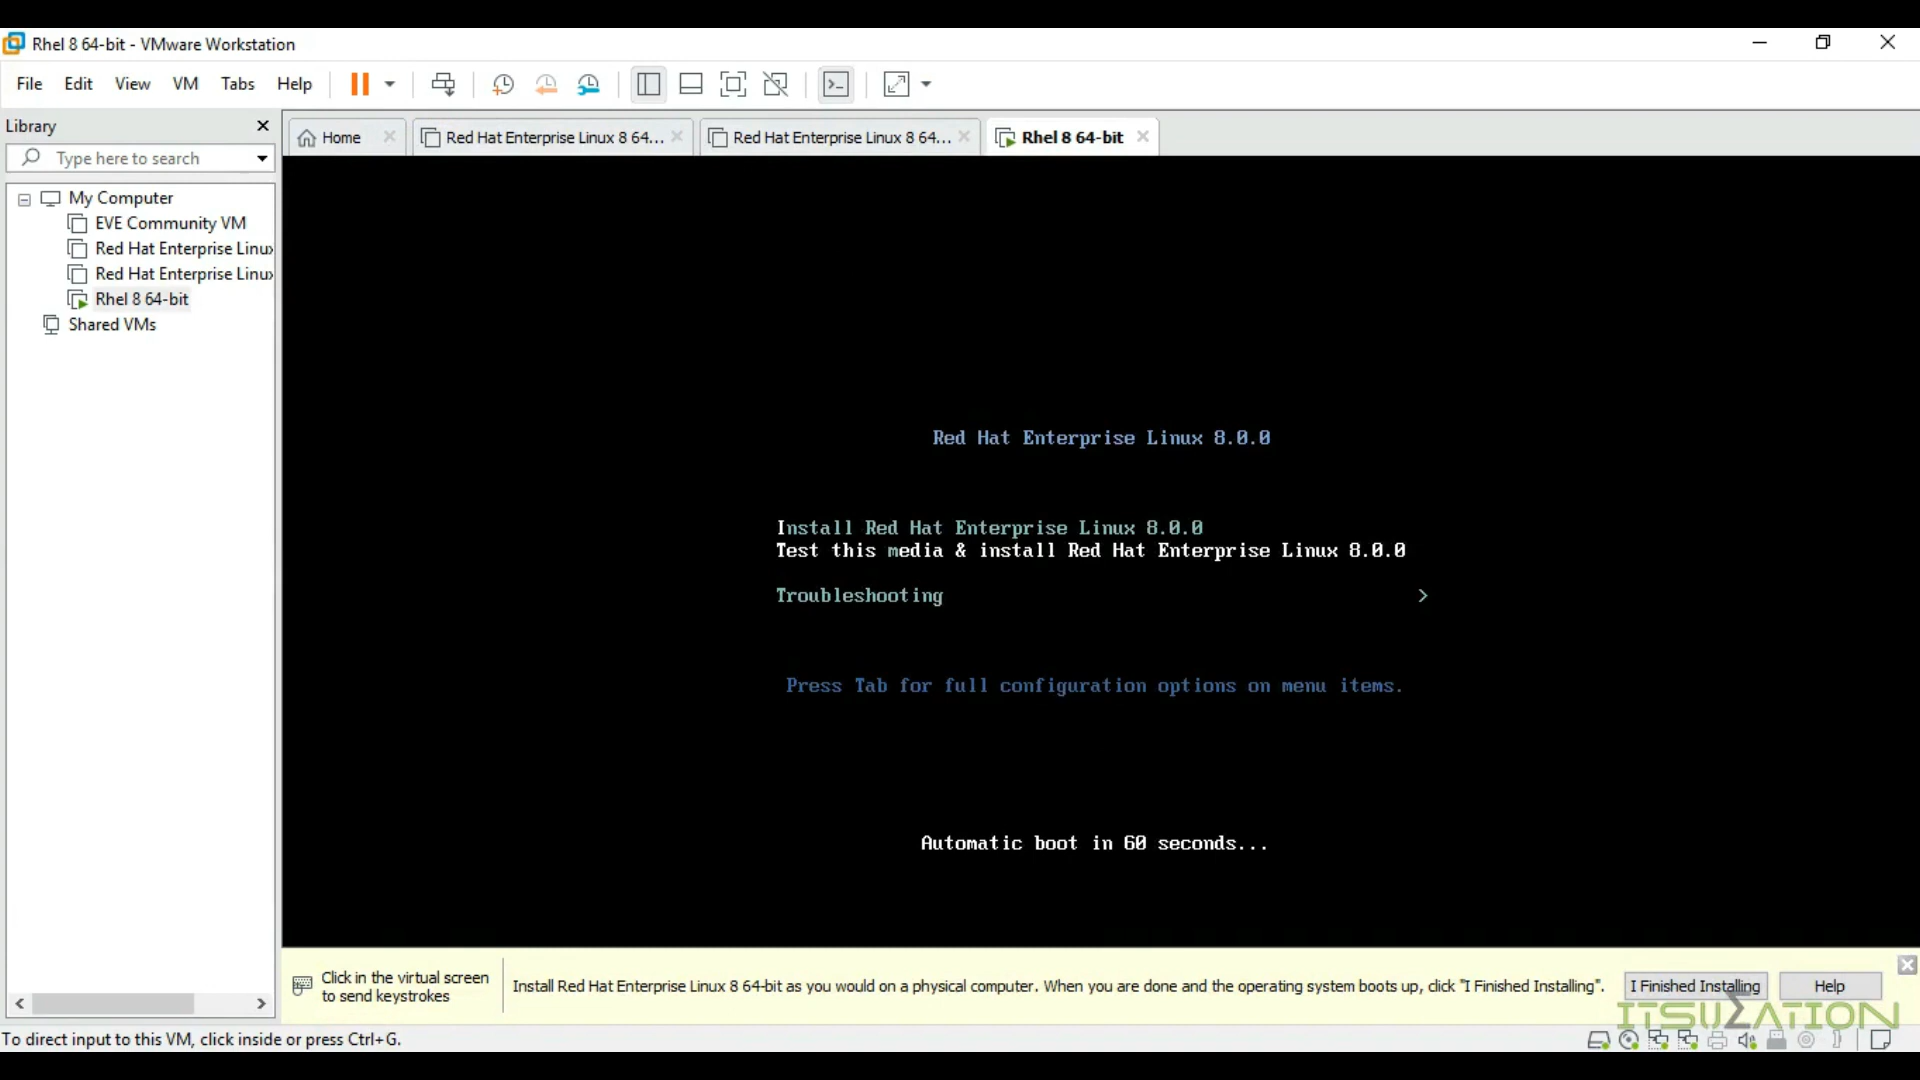 Rhel 8 64-bit - VMware Workstation
File Edit View VM Tabs Help
Library
Type here to search
My Computer
EVE Community VM
Red Hat Enterprise Linux
Red Hat Enterprise Linux
Rhel 8 64-bit
Shared VMs
Home
Red Hat Enterprise Linux 8 64...
Red Hat Enterprise Linux 8 64...
Rhel 8 64-bit
Red Hat Enterprise Linux 8.0.0
Install Red Hat Enterprise Linux 8.0.0
Test this media & install Red Hat Enterprise Linux 8.0.0
Troubleshooting >
Press Tab for full configuration options on menu items.
Automatic boot in 60 seconds...
Click in the virtual screen
to send keystrokes
Install Red Hat Enterprise Linux 8 64-bit as you would on a physical computer. When you are done and the operating system boots up, click "I Finished Installing".
I Finished Installing
Help
ITSUΣATION
To direct input to this VM, click inside or press Ctrl+G.